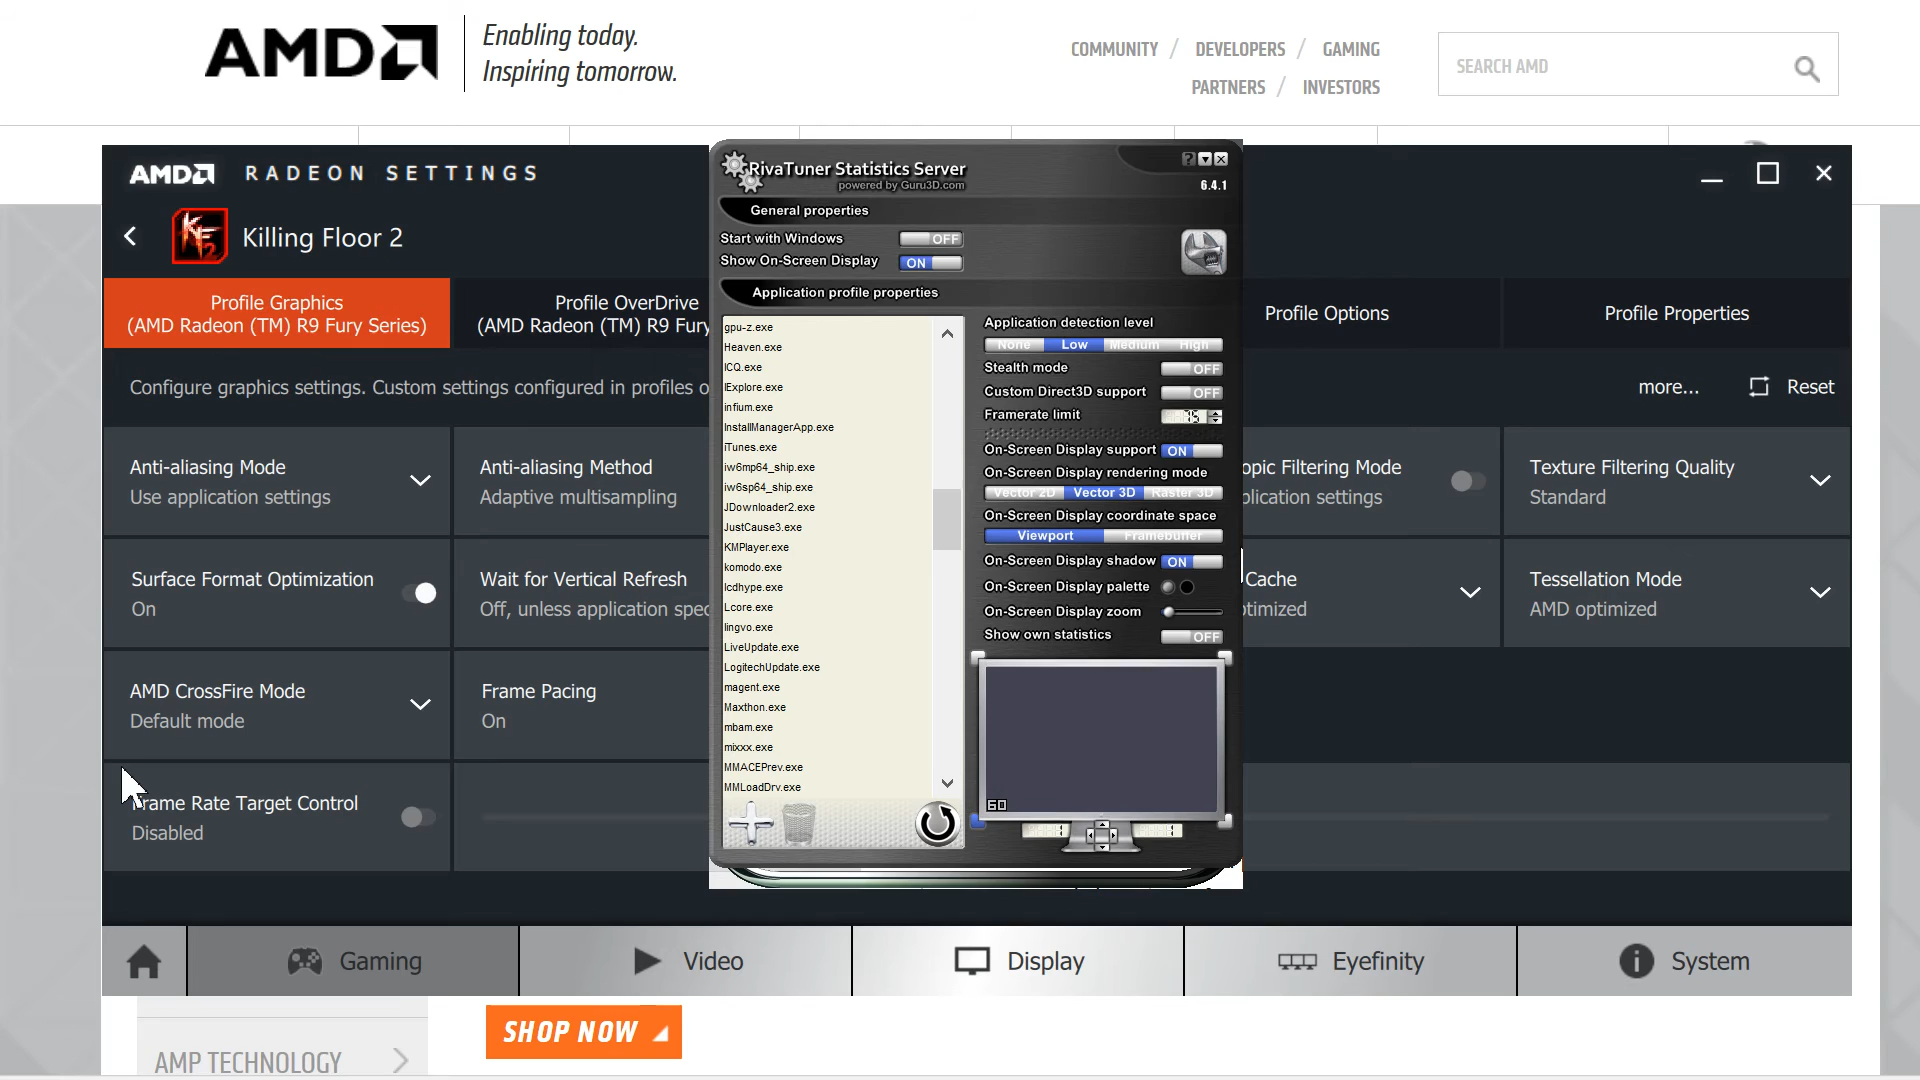 AMD
Enabling today.
Inspiring tomorrow.
COMMUNITY / DEVELOPERS / GAMING
PARTNERS / INVESTORS
SEARCH AMD
AMD RADEON SETTINGS
Killing Floor 2
Profile Graphics
(AMD Radeon (TM) R9 Fury Series)
Profile OverDrive
(AMD Radeon (TM) R9 Fury
Profile Options
Profile Properties
Configure graphics settings. Custom settings configured in profiles o
more...
Reset
Anti-aliasing Mode
Use application settings
Anti-aliasing Method
Adaptive multisampling
opic Filtering Mode
plication settings
Texture Filtering Quality
Standard
Surface Format Optimization
On
Wait for Vertical Refresh
Off, unless application spec
Cache
timized
Tessellation Mode
AMD optimized
AMD CrossFire Mode
Default mode
Frame Pacing
On
Frame Rate Target Control
Disabled
RivaTuner Statistics Server
powered by Guru3D.com
6.4.1
General properties
Start with Windows OFF
Show On-Screen Display ON
Application profile properties
gpu-z.exe
Heaven.exe
ICQ.exe
IExplore.exe
infium.exe
InstallManagerApp.exe
iTunes.exe
iw6mp64_ship.exe
iw6sp64_ship.exe
JDownloader2.exe
JustCause3.exe
KMPlayer.exe
komodo.exe
lcdhype.exe
Lcore.exe
lingvo.exe
LiveUpdate.exe
LogitechUpdate.exe
magent.exe
Maxthon.exe
mbam.exe
mixxx.exe
MMACEPrev.exe
MMLoadDrv.exe
Application detection level
None Low Medium High
Stealth mode OFF
Custom Direct3D support OFF
Framerate limit 75
On-Screen Display support ON
On-Screen Display rendering mode
Vector 2D Vector 3D Raster 3D
On-Screen Display coordinate space
Viewport Framebuffer
On-Screen Display shadow ON
On-Screen Display palette
On-Screen Display zoom
Show own statistics OFF
60
1 1
Gaming
Video
Display
Eyefinity
System
SHOP NOW
AMP TECHNOLOGY